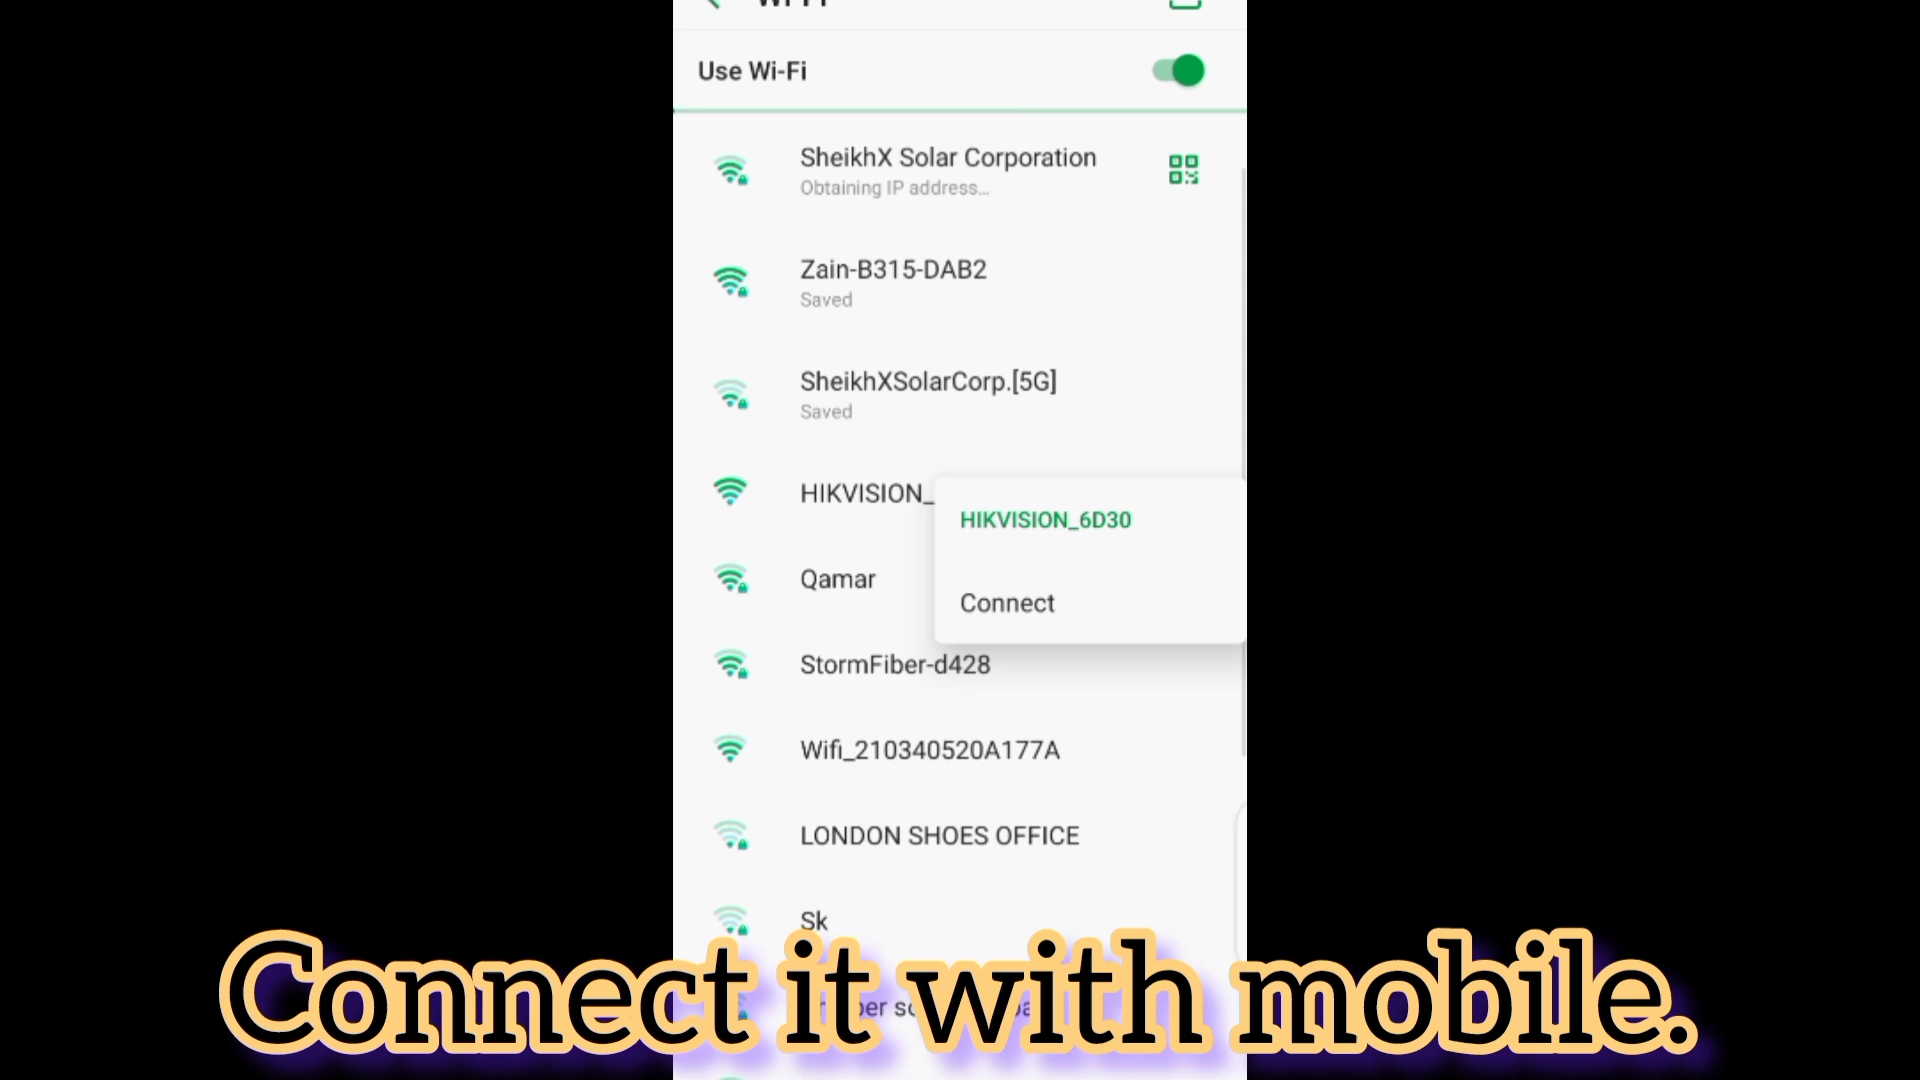 Use Wi-Fi
SheikhX Solar Corporation
Obtaining IP address...
Zain-B315-DAB2
Saved
SheikhXSolarCorp.[5G]
Saved
HIKVISION_
HIKVISION_6D30
Qamar
Connect
StormFiber-d428
Wifi_210340520A177A
LONDON SHOES OFFICE
Sk
Connect it with mobile.